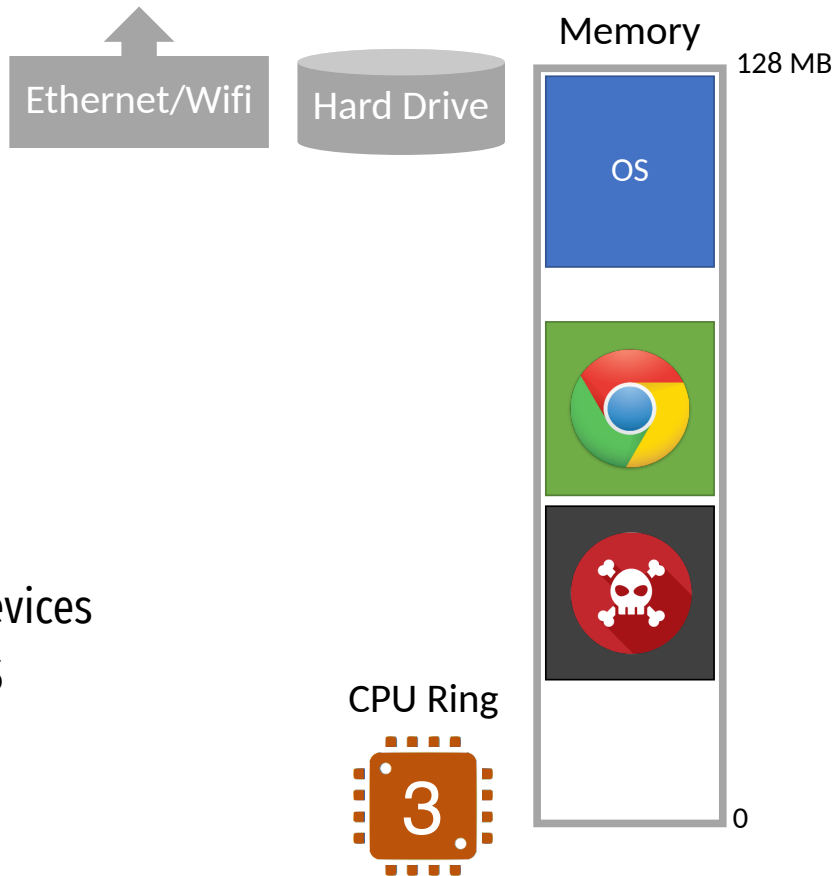 Memory
128 MB
Ethernet/Wifi
Hard Drive
OS
CPU Ring
3
0